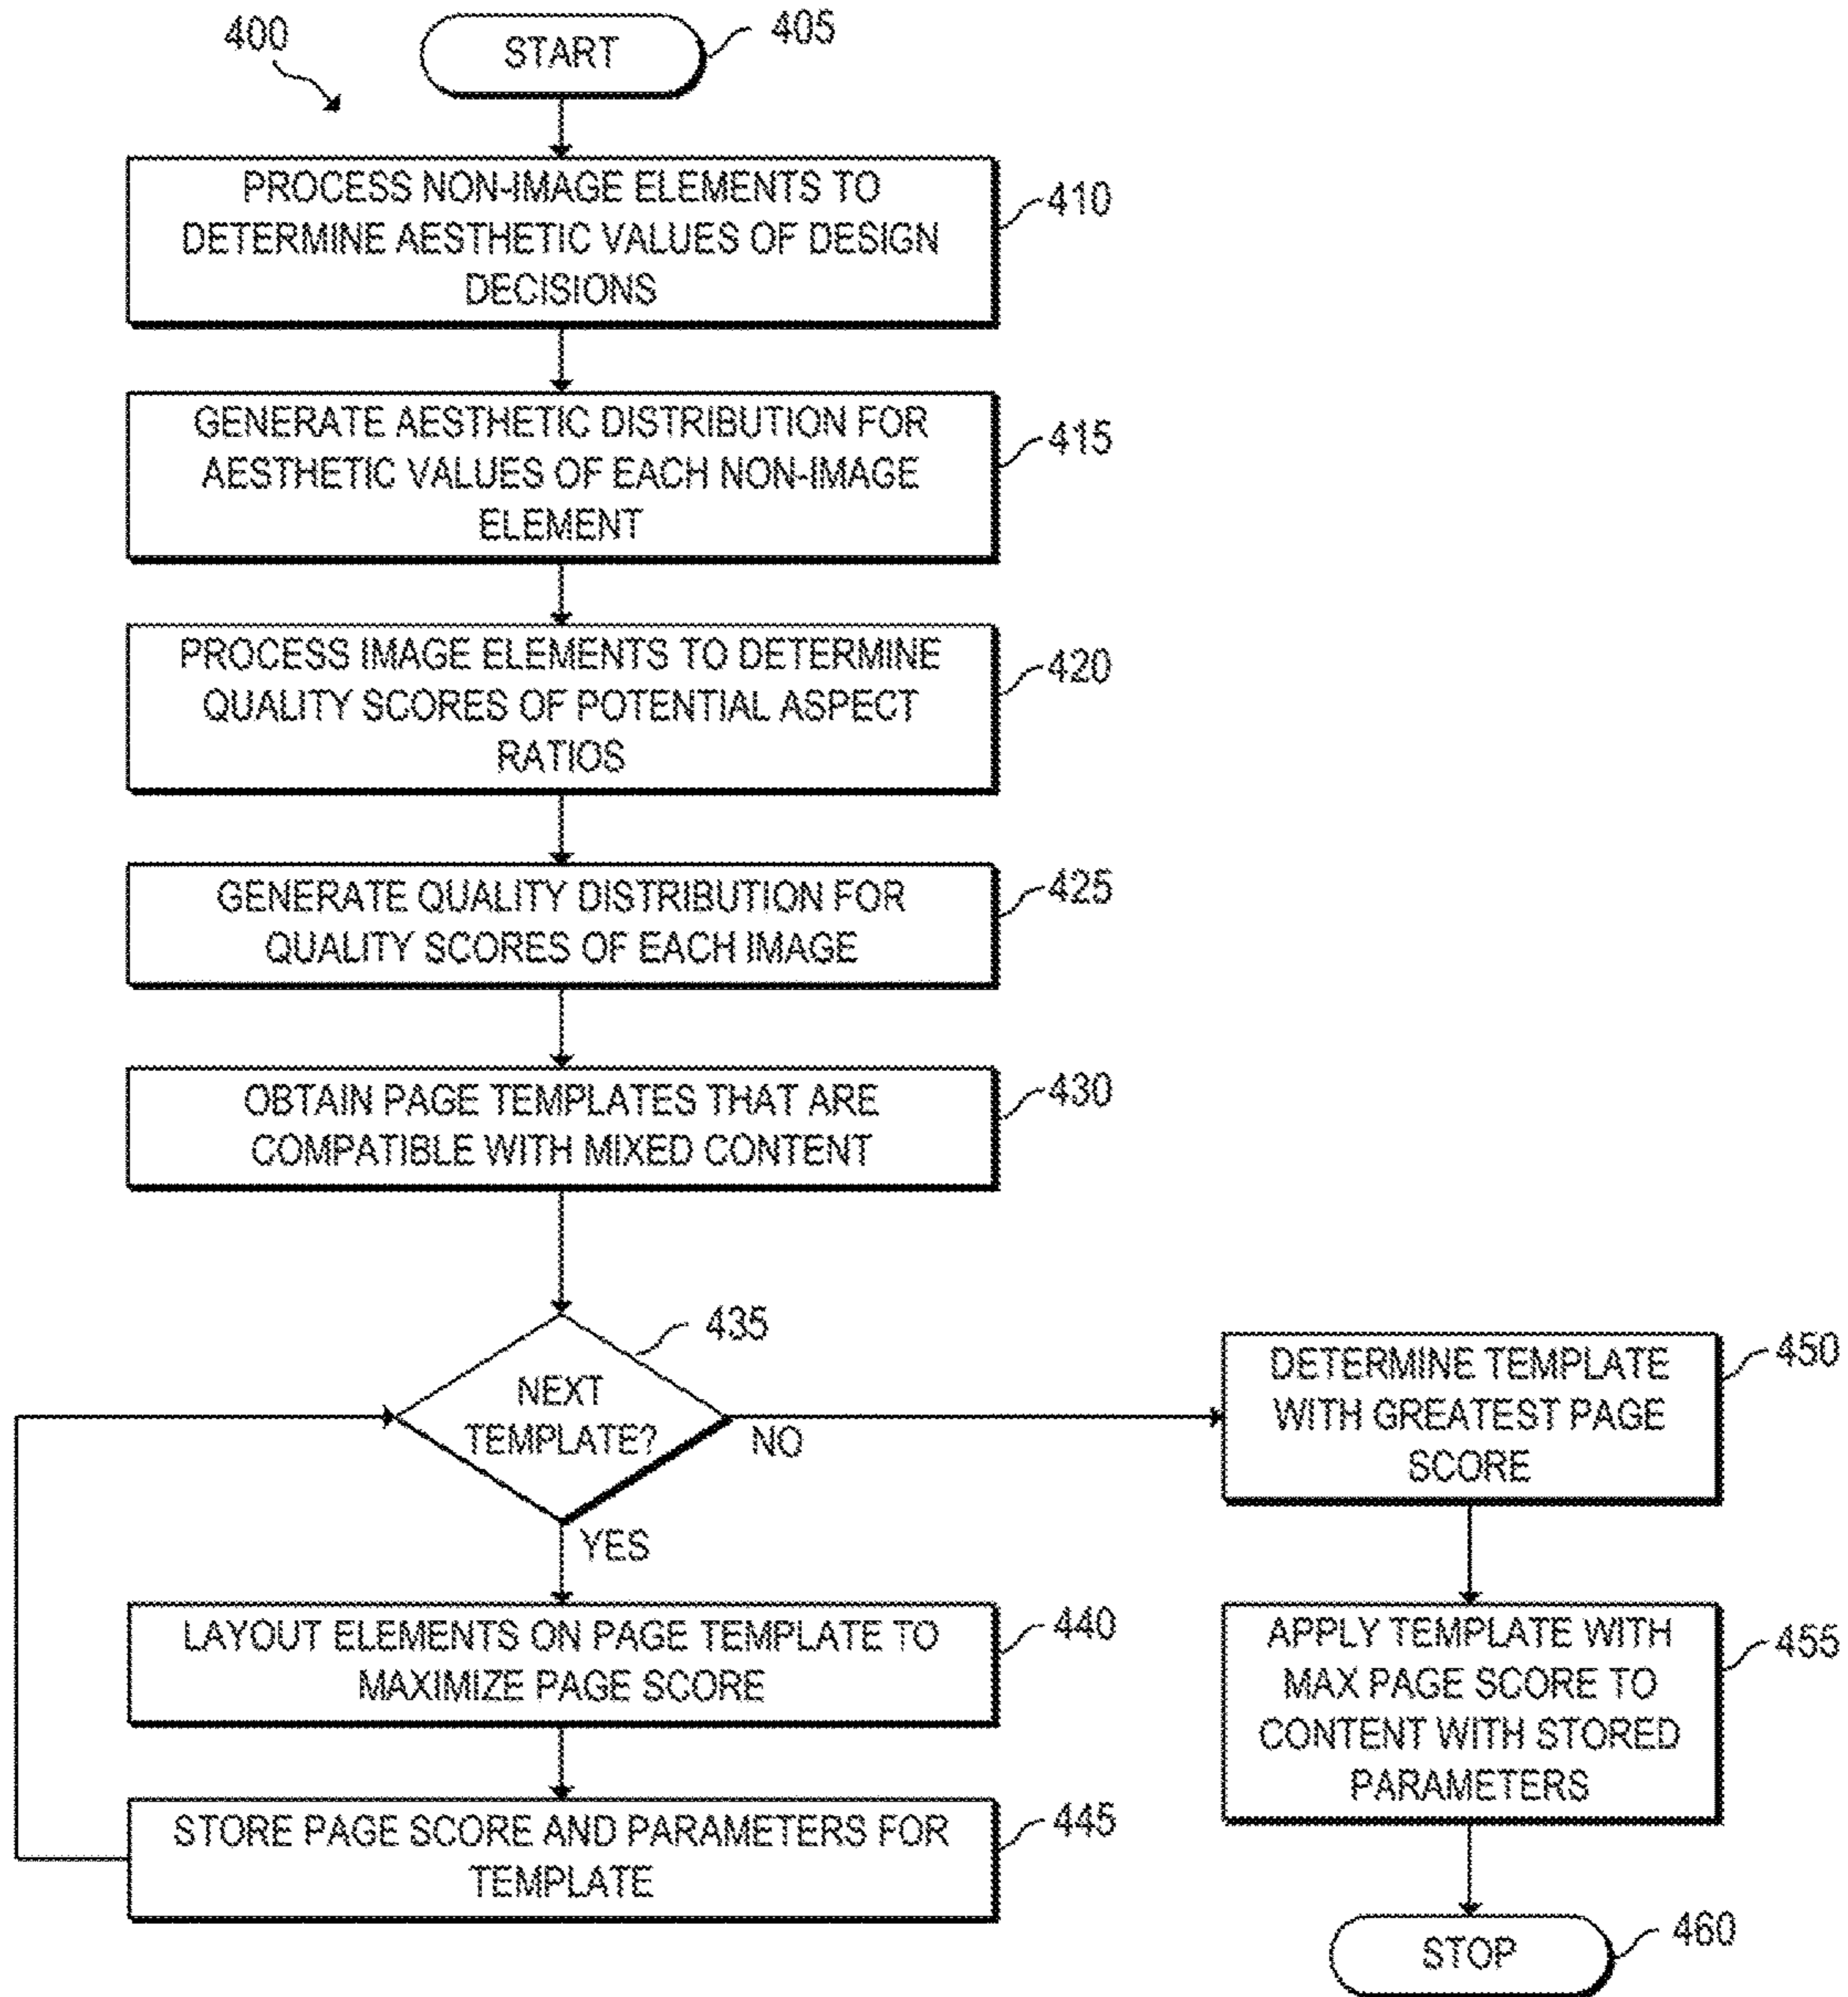 400
START
405
PROCESS NON-IMAGE ELEMENTS TO
DETERMINE AESTHETIC VALUES OF DESIGN
DECISIONS
410
GENERATE AESTHETIC DISTRIBUTION FOR
AESTHETIC VALUES OF EACH NON-IMAGE
ELEMENT
415
PROCESS IMAGE ELEMENTS TO DETERMINE
QUALITY SCORES OF POTENTIAL ASPECT
RATIOS
420
GENERATE QUALITY DISTRIBUTION FOR
QUALITY SCORES OF EACH IMAGE
425
OBTAIN PAGE TEMPLATES THAT ARE
COMPATIBLE WITH MIXED CONTENT
430
435
NEXT
TEMPLATE?
NO
YES
LAYOUT ELEMENTS ON PAGE TEMPLATE TO
MAXIMIZE PAGE SCORE
440
STORE PAGE SCORE AND PARAMETERS FOR
TEMPLATE
445
DETERMINE TEMPLATE
WITH GREATEST PAGE
SCORE
450
APPLY TEMPLATE WITH
MAX PAGE SCORE TO
CONTENT WITH STORED
PARAMETERS
455
STOP
460